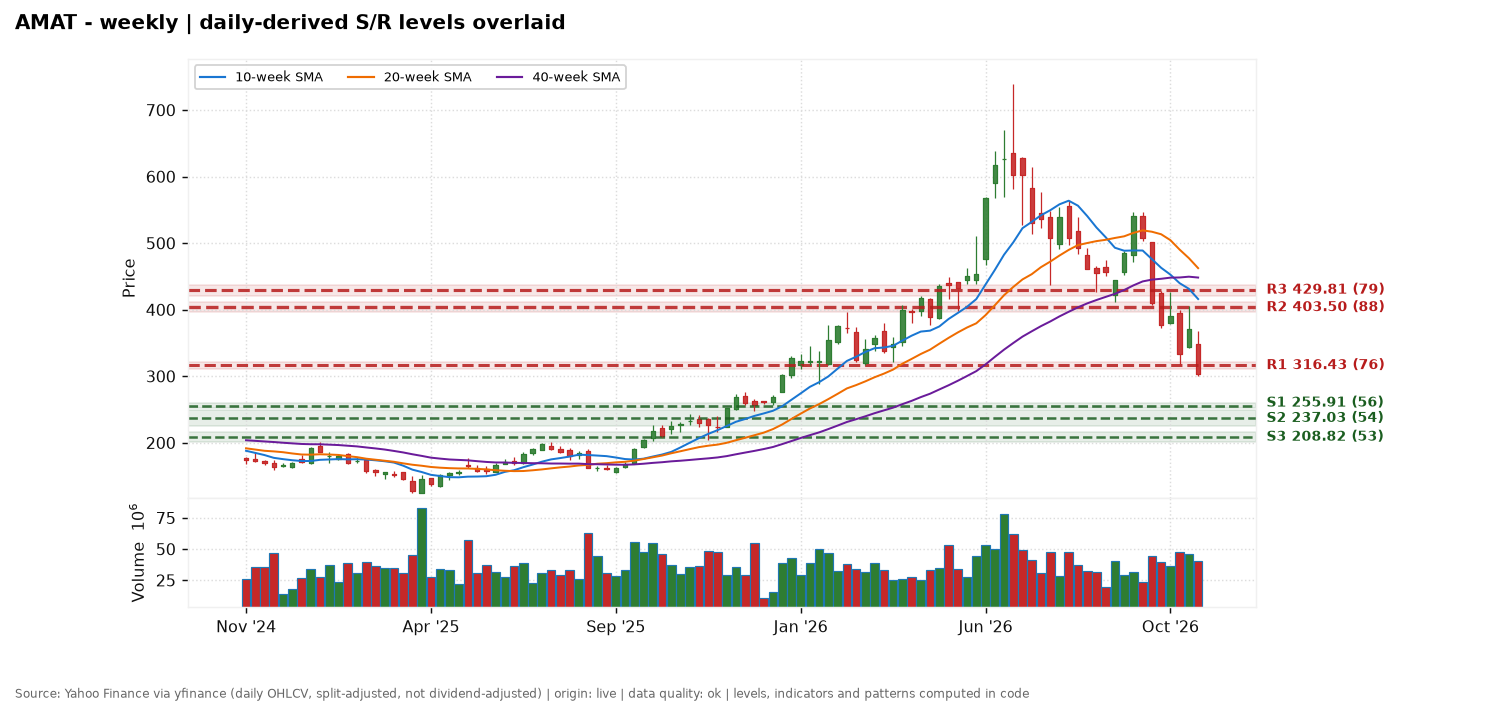 AMAT - weekly | daily-derived S/R levels overlaid
10-week SMA 20-week SMA 40-week SMA
Price
700
600
500
400
300
200
R3 429.81 (79)
R2 403.50 (88)
R1 316.43 (76)
S1 255.91 (56)
S2 237.03 (54)
S3 208.82 (53)
Volume 10⁶
75
50
25
Nov '24 Apr '25 Sep '25 Jan '26 Jun '26 Oct '26
Source: Yahoo Finance via yfinance (daily OHLCV, split-adjusted, not dividend-adjusted) | origin: live | data quality: ok | levels, indicators and patterns computed in code